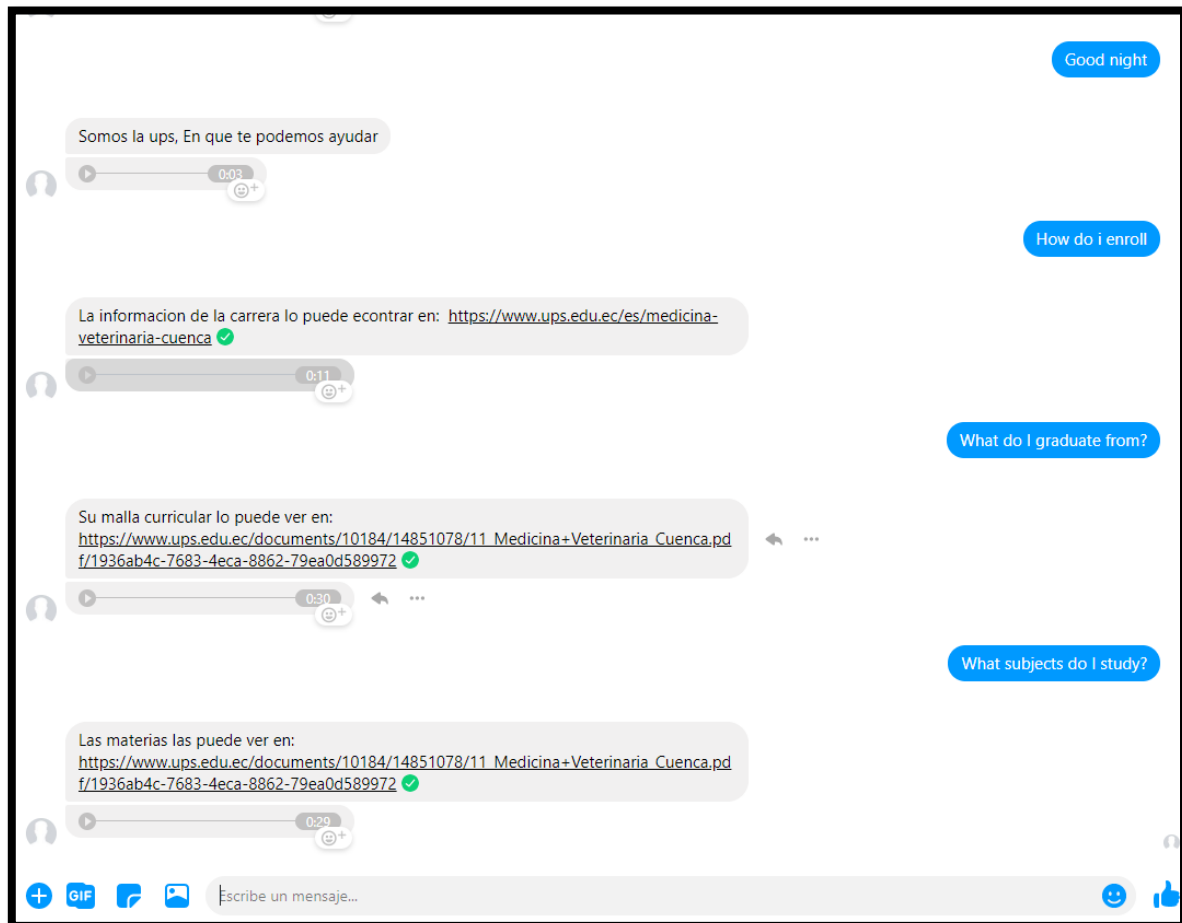 Good night
Somos la ups, En que te podemos ayudar
0:03
How do i enroll
La informacion de la carrera lo puede econtrar en: https://www.ups.edu.ec/es/medicina-
veterinaria-cuenca
0:11
What do I graduate from?
Su malla curricular lo puede ver en:
https://www.ups.edu.ec/documents/10184/14851078/11_Medicina+Veterinaria_Cuenca.pd
f/1936ab4c-7683-4eca-8862-79ea0d589972
0:30
What subjects do I study?
Las materias las puede ver en:
https://www.ups.edu.ec/documents/10184/14851078/11_Medicina+Veterinaria_Cuenca.pd
f/1936ab4c-7683-4eca-8862-79ea0d589972
0:29
GIF
Escribe un mensaje...